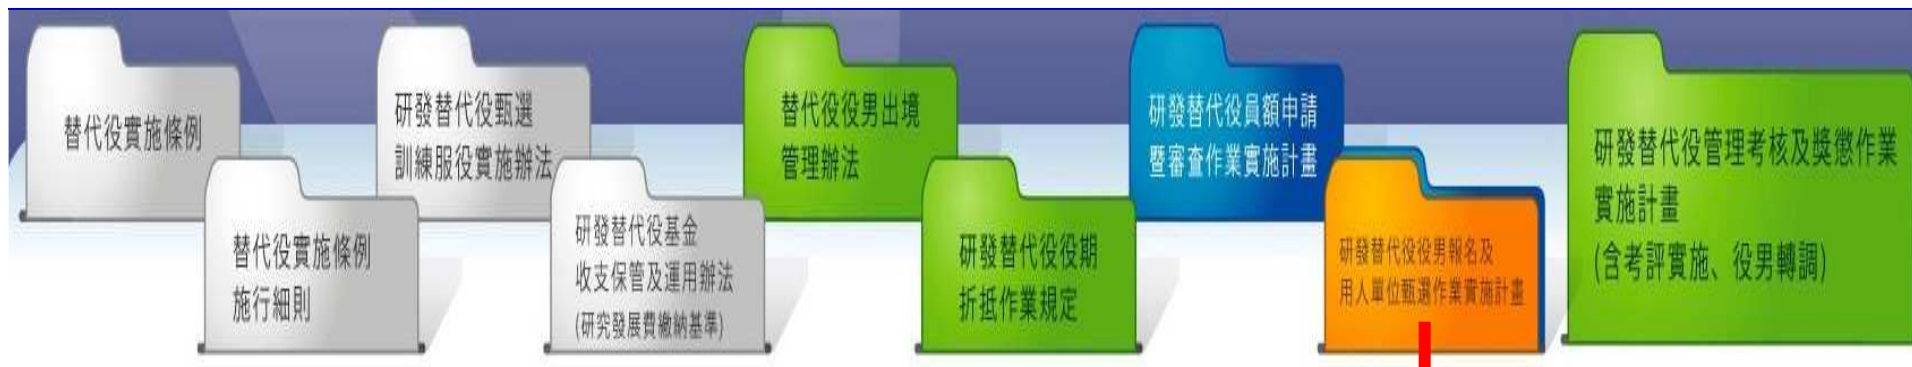 替代役實施條例
替代役實施條例
施行細則
研發替代役甄選
訓練服役實施辦法
研發替代役基金
收支保管及運用辦法
(研究發展費繳納基準)
替代役役男出境
管理辦法
研發替代役役期
折抵作業規定
研發替代役員額申請
暨審查作業實施計畫
研發替代役役男報名及
用人單位甄選作業實施計畫
研發替代役管理考核及獎懲作業
實施計畫
(含考評實施、役男轉調)